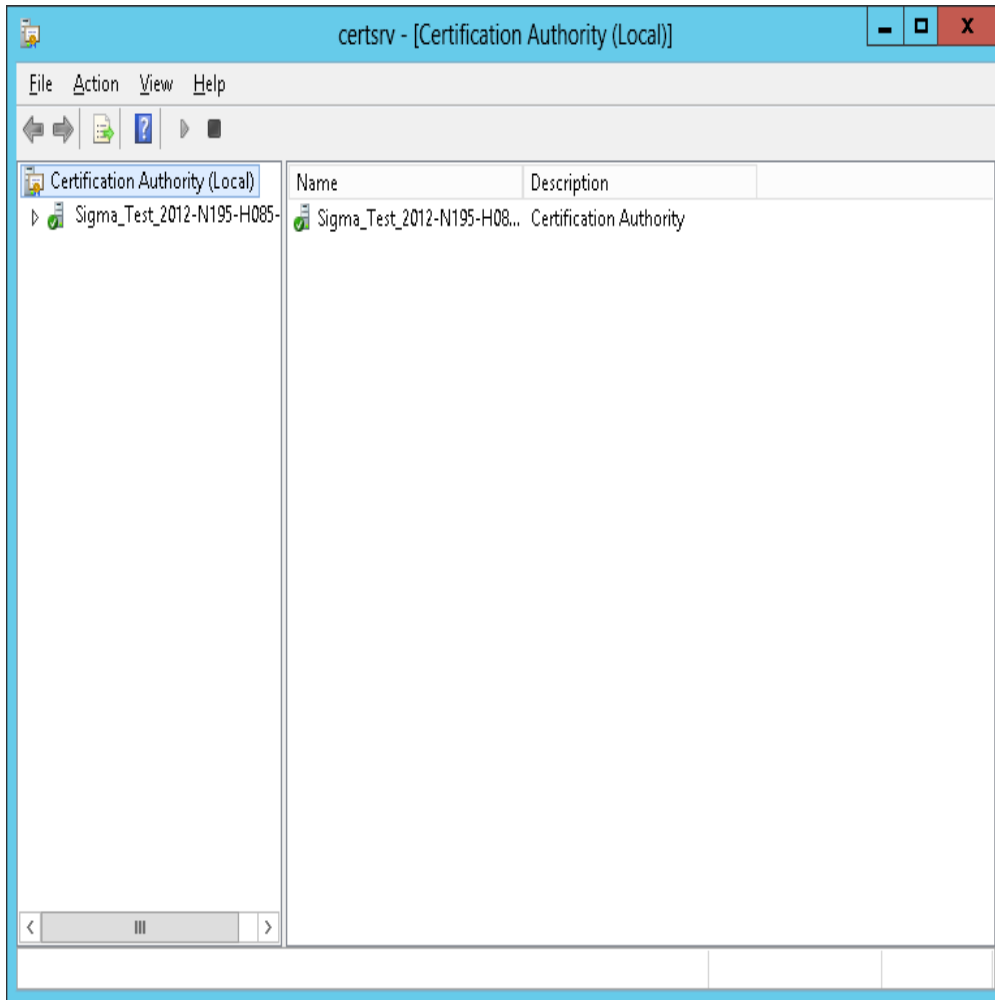 certsrv - [Certification Authority (Local)]
File Action View Help
Certification Authority (Local)
Sigma_Test_2012-N195-H085-
Name Description
Sigma_Test_2012-N195-H08... Certification Authority